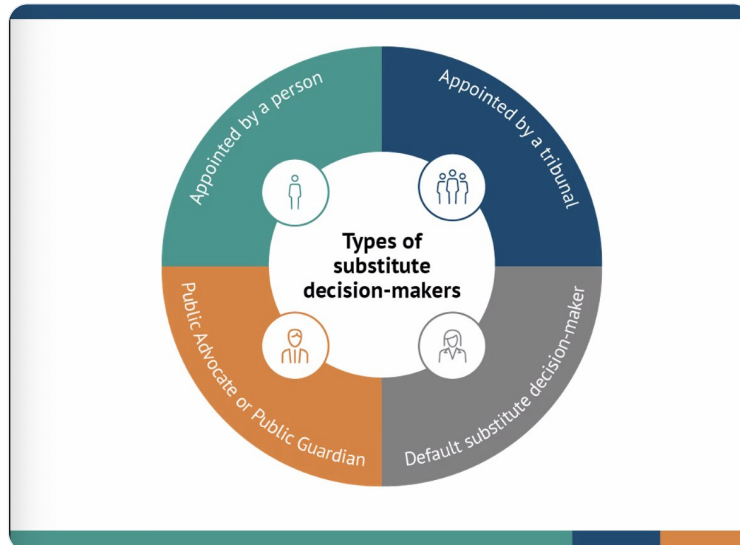 Appointed by a person
Appointed by a tribunal
Types of
substitute
decision-makers
Public Advocate or Public Guardian
Default substitute decision-maker